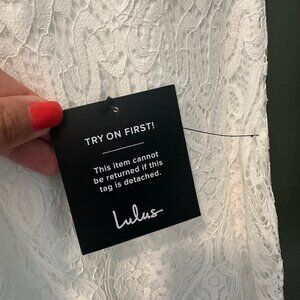 TRY ON FIRST!
This item cannot
be returned if this
tag is detached.
Lulus